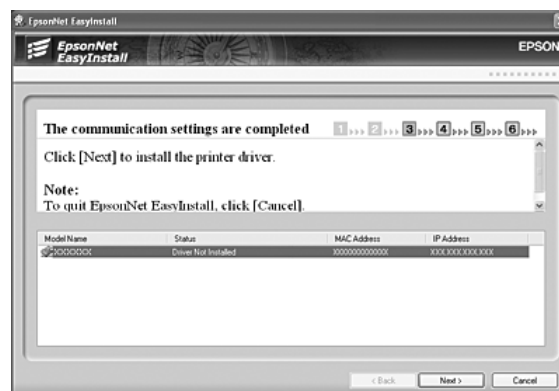 EpsonNet EasyInstall
EpsonNet
EasyInstall
EPSON
The communication settings are completed
1 2 3 4 5 6
Click [Next] to install the printer driver.
Note:
To quit EpsonNet EasyInstall, click [Cancel].
Model Name Status MAC Address IP Address
XXXXXXX Driver Not Installed XXXXXXXXXXXX XXX.XXX.XXX.XXX
< Back Next > Cancel